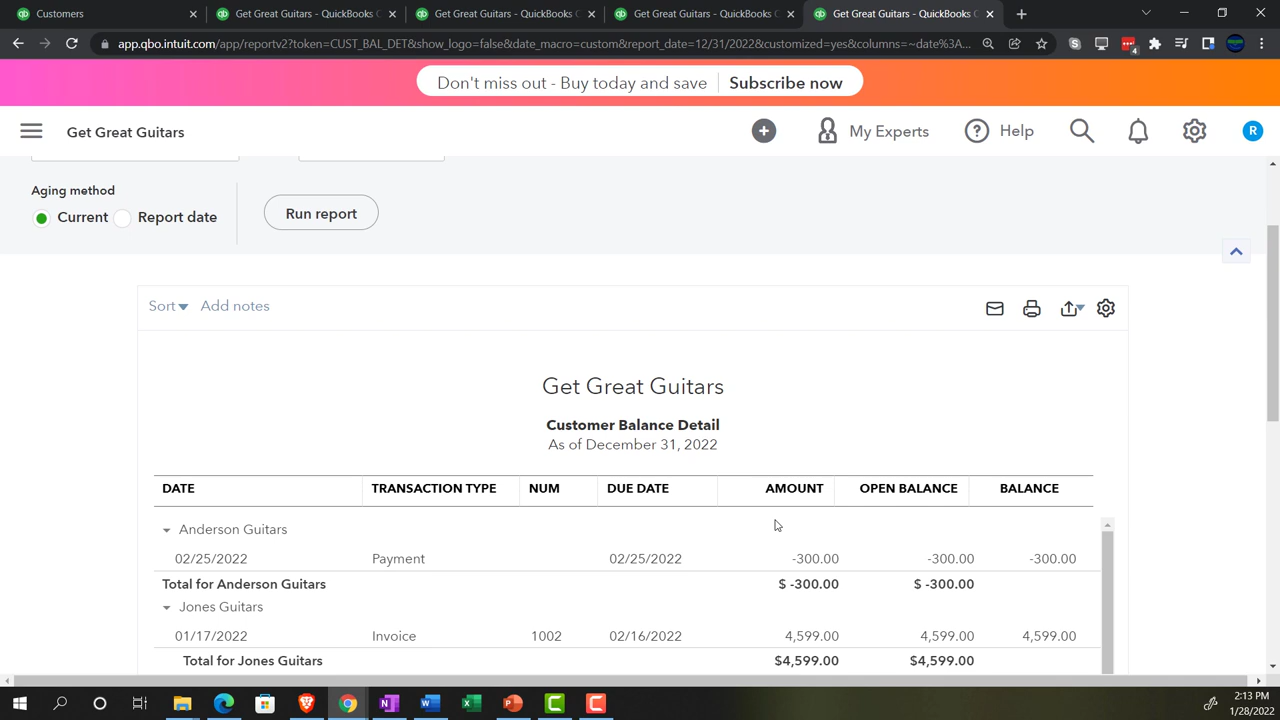 Customers
Get Great Guitars - QuickBooks O
Get Great Guitars - QuickBooks O
Get Great Guitars - QuickBooks O
Get Great Guitars - QuickBooks O
app.qbo.intuit.com/app/reportv2?token=CUST_BAL_DET&show_logo=false&date_macro=custom&report_date=12/31/2022&customized=yes&columns=~date%3A...
4
Don't miss out - Buy today and save Subscribe now
Get Great Guitars
My Experts Help R
Aging method
Current Report date Run report
Sort Add notes
Get Great Guitars
Customer Balance Detail
As of December 31, 2022
DATE TRANSACTION TYPE NUM DUE DATE AMOUNT OPEN BALANCE BALANCE
Anderson Guitars
02/25/2022 Payment 02/25/2022 -300.00 -300.00 -300.00
Total for Anderson Guitars $ -300.00 $ -300.00
Jones Guitars
01/17/2022 Invoice 1002 02/16/2022 4,599.00 4,599.00 4,599.00
Total for Jones Guitars $4,599.00 $4,599.00
2:13 PM
1/28/2022